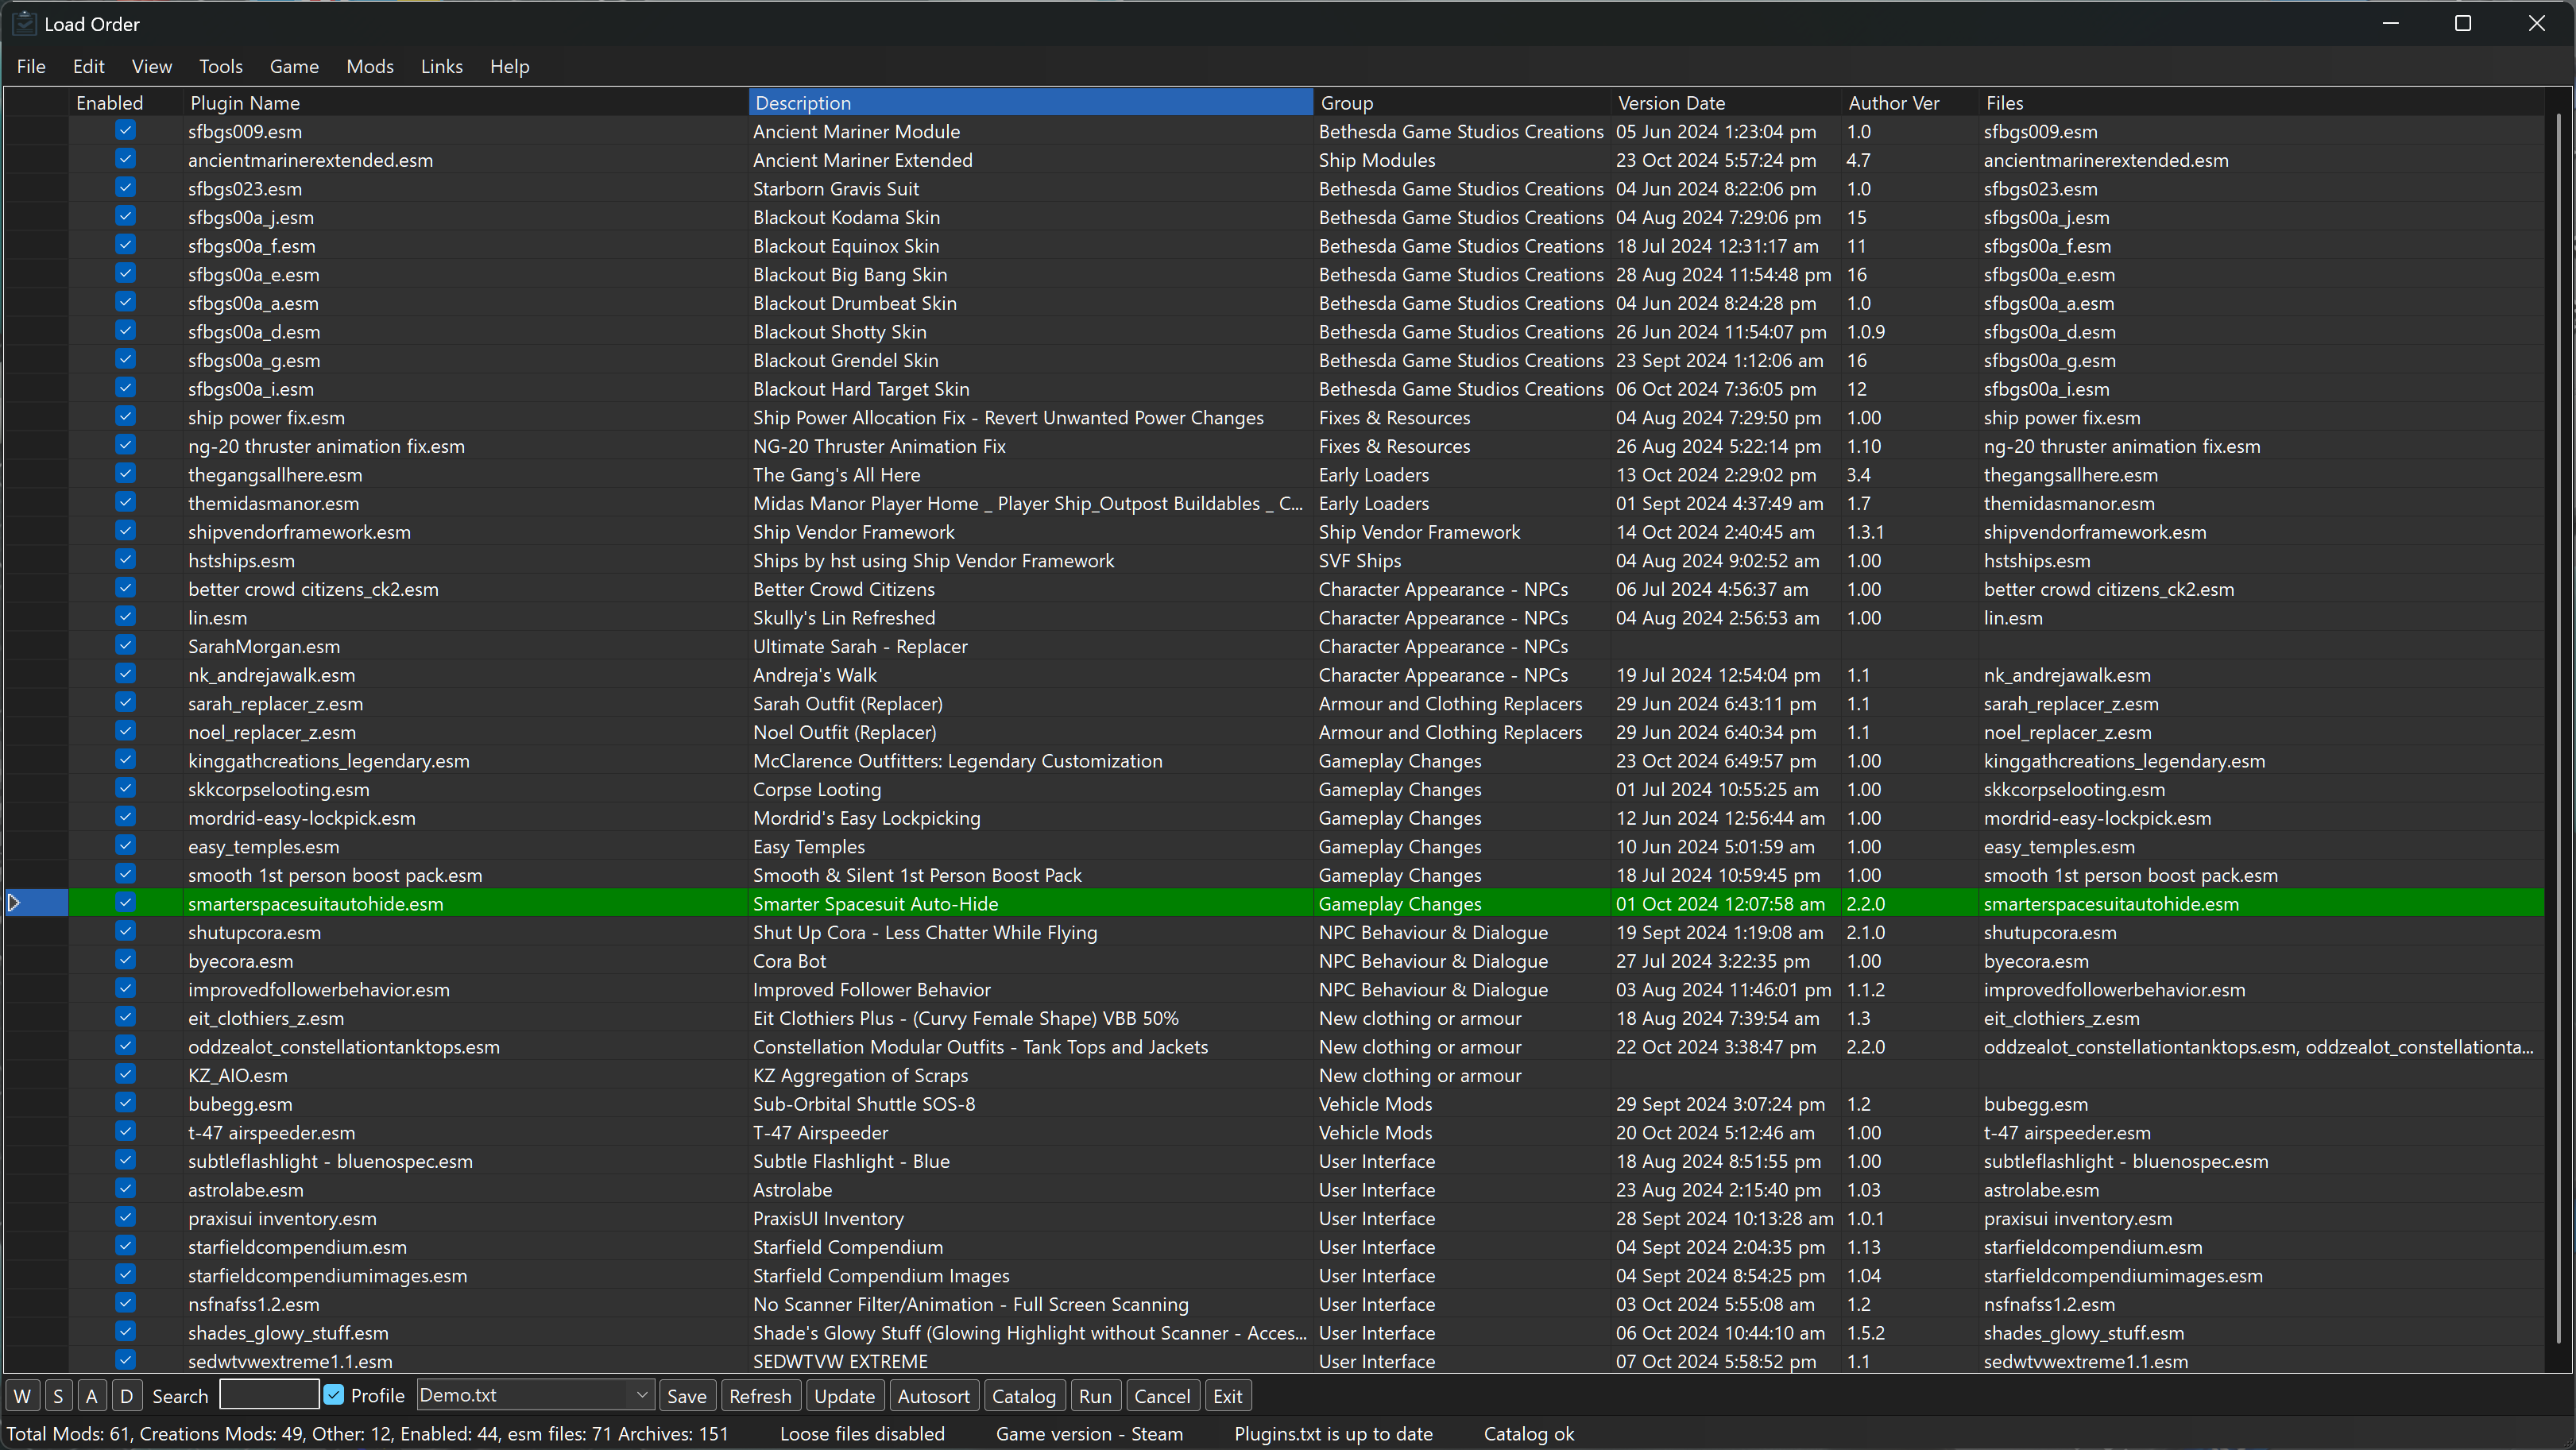 Load Order
File Edit View Tools Game Mods Links Help
Enabled Plugin Name Description Group Version Date Author Ver Files
sfbgs009.esm Ancient Mariner Module Bethesda Game Studios Creations 05 Jun 2024 1:23:04 pm 1.0 sfbgs009.esm
ancientmarinerextended.esm Ancient Mariner Extended Ship Modules 23 Oct 2024 5:57:24 pm 4.7 ancientmarinerextended.esm
sfbgs023.esm Starborn Gravis Suit Bethesda Game Studios Creations 04 Jun 2024 8:22:06 pm 1.0 sfbgs023.esm
sfbgs00a_j.esm Blackout Kodama Skin Bethesda Game Studios Creations 04 Aug 2024 7:29:06 pm 15 sfbgs00a_j.esm
sfbgs00a_f.esm Blackout Equinox Skin Bethesda Game Studios Creations 18 Jul 2024 12:31:17 am 11 sfbgs00a_f.esm
sfbgs00a_e.esm Blackout Big Bang Skin Bethesda Game Studios Creations 28 Aug 2024 11:54:48 pm 16 sfbgs00a_e.esm
sfbgs00a_a.esm Blackout Drumbeat Skin Bethesda Game Studios Creations 04 Jun 2024 8:24:28 pm 1.0 sfbgs00a_a.esm
sfbgs00a_d.esm Blackout Shotty Skin Bethesda Game Studios Creations 26 Jun 2024 11:54:07 pm 1.0.9 sfbgs00a_d.esm
sfbgs00a_g.esm Blackout Grendel Skin Bethesda Game Studios Creations 23 Sept 2024 1:12:06 am 16 sfbgs00a_g.esm
sfbgs00a_i.esm Blackout Hard Target Skin Bethesda Game Studios Creations 06 Oct 2024 7:36:05 pm 12 sfbgs00a_i.esm
ship power fix.esm Ship Power Allocation Fix - Revert Unwanted Power Changes Fixes & Resources 04 Aug 2024 7:29:50 pm 1.00 ship power fix.esm
ng-20 thruster animation fix.esm NG-20 Thruster Animation Fix Fixes & Resources 26 Aug 2024 5:22:14 pm 1.10 ng-20 thruster animation fix.esm
thegangsallhere.esm The Gang's All Here Early Loaders 13 Oct 2024 2:29:02 pm 3.4 thegangsallhere.esm
themidasmanor.esm Midas Manor Player Home _ Player Ship_Outpost Buildables _ C... Early Loaders 01 Sept 2024 4:37:49 am 1.7 themidasmanor.esm
shipvendorframework.esm Ship Vendor Framework Ship Vendor Framework 14 Oct 2024 2:40:45 am 1.3.1 shipvendorframework.esm
hstships.esm Ships by hst using Ship Vendor Framework SVF Ships 04 Aug 2024 9:02:52 am 1.00 hstships.esm
better crowd citizens_ck2.esm Better Crowd Citizens Character Appearance - NPCs 06 Jul 2024 4:56:37 am 1.00 better crowd citizens_ck2.esm
lin.esm Skully's Lin Refreshed Character Appearance - NPCs 04 Aug 2024 2:56:53 am 1.00 lin.esm
SarahMorgan.esm Ultimate Sarah - Replacer Character Appearance - NPCs
nk_andrejawalk.esm Andreja's Walk Character Appearance - NPCs 19 Jul 2024 12:54:04 pm 1.1 nk_andrejawalk.esm
sarah_replacer_z.esm Sarah Outfit (Replacer) Armour and Clothing Replacers 29 Jun 2024 6:43:11 pm 1.1 sarah_replacer_z.esm
noel_replacer_z.esm Noel Outfit (Replacer) Armour and Clothing Replacers 29 Jun 2024 6:40:34 pm 1.1 noel_replacer_z.esm
kinggathcreations_legendary.esm McClarence Outfitters: Legendary Customization Gameplay Changes 23 Oct 2024 6:49:57 pm 1.00 kinggathcreations_legendary.esm
skkcorpselooting.esm Corpse Looting Gameplay Changes 01 Jul 2024 10:55:25 am 1.00 skkcorpselooting.esm
mordrid-easy-lockpick.esm Mordrid's Easy Lockpicking Gameplay Changes 12 Jun 2024 12:56:44 am 1.00 mordrid-easy-lockpick.esm
easy_temples.esm Easy Temples Gameplay Changes 10 Jun 2024 5:01:59 am 1.00 easy_temples.esm
smooth 1st person boost pack.esm Smooth & Silent 1st Person Boost Pack Gameplay Changes 18 Jul 2024 10:59:45 pm 1.00 smooth 1st person boost pack.esm
smarterspacesuitautohide.esm Smarter Spacesuit Auto-Hide Gameplay Changes 01 Oct 2024 12:07:58 am 2.2.0 smarterspacesuitautohide.esm
shutupcora.esm Shut Up Cora - Less Chatter While Flying NPC Behaviour & Dialogue 19 Sept 2024 1:19:08 am 2.1.0 shutupcora.esm
byecora.esm Cora Bot NPC Behaviour & Dialogue 27 Jul 2024 3:22:35 pm 1.00 byecora.esm
improvedfollowerbehavior.esm Improved Follower Behavior NPC Behaviour & Dialogue 03 Aug 2024 11:46:01 pm 1.1.2 improvedfollowerbehavior.esm
eit_clothiers_z.esm Eit Clothiers Plus - (Curvy Female Shape) VBB 50% New clothing or armour 18 Aug 2024 7:39:54 am 1.3 eit_clothiers_z.esm
oddzealot_constellationtanktops.esm Constellation Modular Outfits - Tank Tops and Jackets New clothing or armour 22 Oct 2024 3:38:47 pm 2.2.0 oddzealot_constellationtanktops.esm, oddzealot_constellationta...
KZ_AIO.esm KZ Aggregation of Scraps New clothing or armour
bubegg.esm Sub-Orbital Shuttle SOS-8 Vehicle Mods 29 Sept 2024 3:07:24 pm 1.2 bubegg.esm
t-47 airspeeder.esm T-47 Airspeeder Vehicle Mods 20 Oct 2024 5:12:46 am 1.00 t-47 airspeeder.esm
subtleflashlight - bluenospec.esm Subtle Flashlight - Blue User Interface 18 Aug 2024 8:51:55 pm 1.00 subtleflashlight - bluenospec.esm
astrolabe.esm Astrolabe User Interface 23 Aug 2024 2:15:40 pm 1.03 astrolabe.esm
praxisui inventory.esm PraxisUI Inventory User Interface 28 Sept 2024 10:13:28 am 1.0.1 praxisui inventory.esm
starfieldcompendium.esm Starfield Compendium User Interface 04 Sept 2024 2:04:35 pm 1.13 starfieldcompendium.esm
starfieldcompendiumimages.esm Starfield Compendium Images User Interface 04 Sept 2024 8:54:25 pm 1.04 starfieldcompendiumimages.esm
nsfnafss1.2.esm No Scanner Filter/Animation - Full Screen Scanning User Interface 03 Oct 2024 5:55:08 am 1.2 nsfnafss1.2.esm
shades_glowy_stuff.esm Shade's Glowy Stuff (Glowing Highlight without Scanner - Acces... User Interface 06 Oct 2024 10:44:10 am 1.5.2 shades_glowy_stuff.esm
sedwtvwextreme1.1.esm SEDWTVW EXTREME User Interface 07 Oct 2024 5:58:52 pm 1.1 sedwtvwextreme1.1.esm
W S A D Search Profile Demo.txt Save Refresh Update Autosort Catalog Run Cancel Exit
Total Mods: 61, Creations Mods: 49, Other: 12, Enabled: 44, esm files: 71 Archives: 151 Loose files disabled Game version - Steam Plugins.txt is up to date Catalog ok